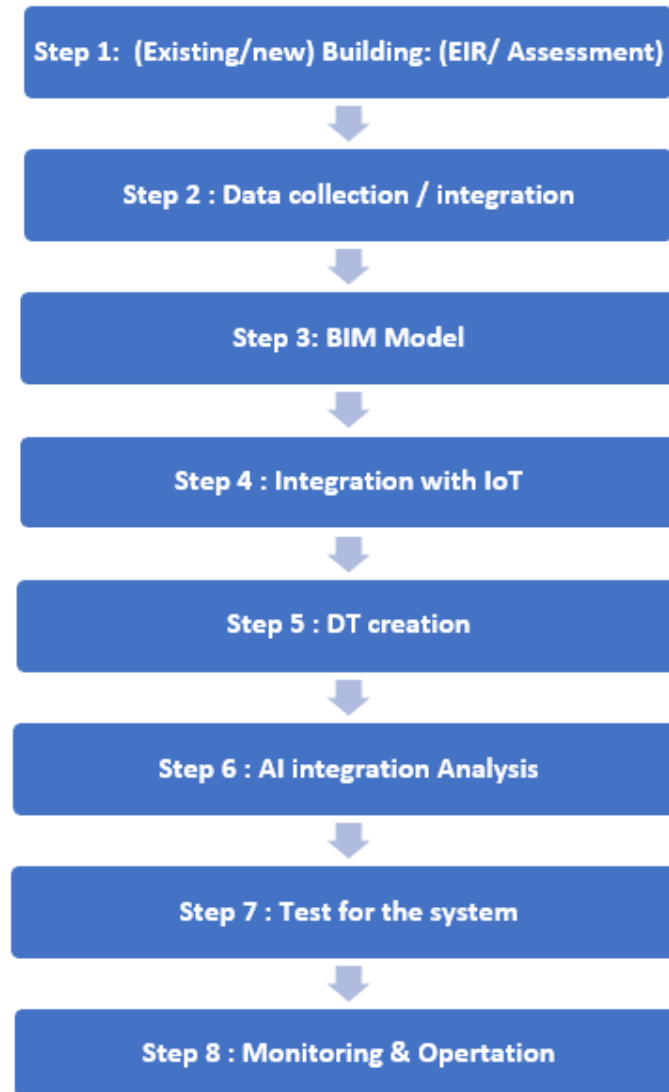 Step 1:  (Existing/new) Building: (EIR/ Assessment)
Step 2 : Data collection / integration
Step 3: BIM Model
Step 4 : Integration with IoT
Step 5 : DT creation
Step 6 : AI integration Analysis
Step 7 : Test for the system
Step 8 : Monitoring & Opertation